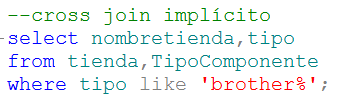 --cross join implícito
select nombretienda,tipo
from tienda,TipoComponente
where tipo like 'brother%';